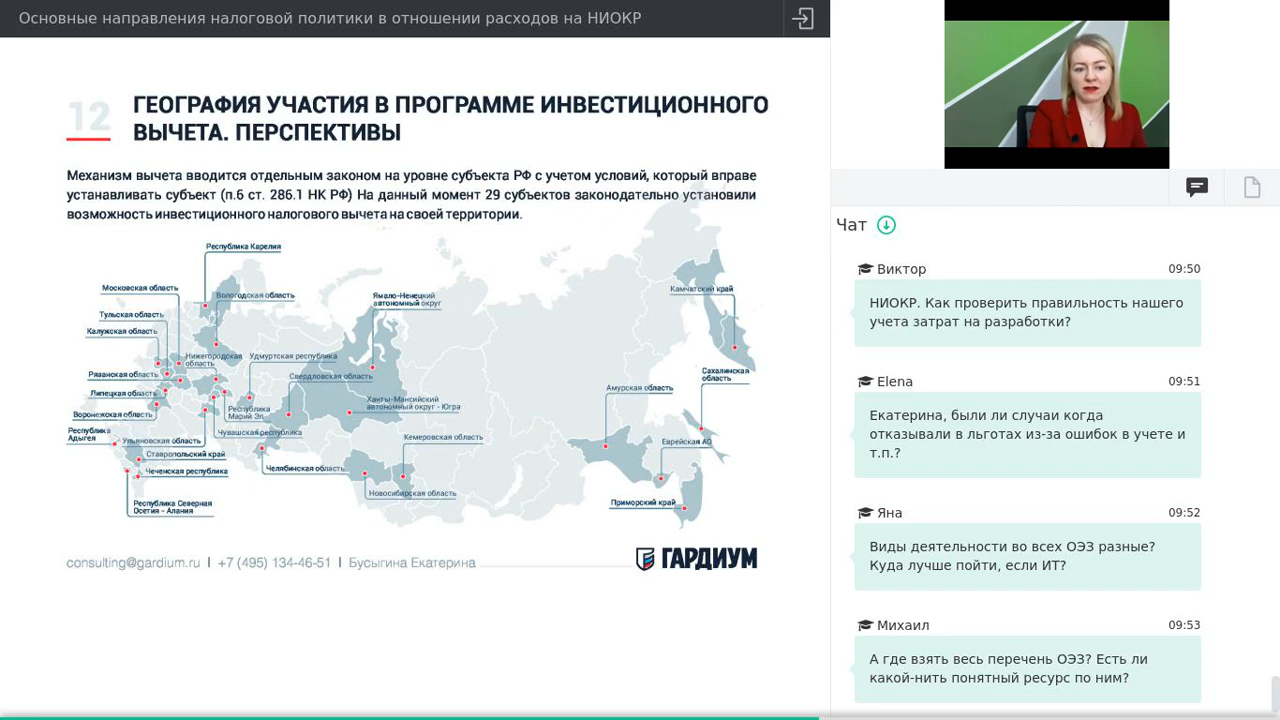 Основные направления налоговой политики в отношении расходов на НИОКР
12
ГЕОГРАФИЯ УЧАСТИЯ В ПРОГРАММЕ ИНВЕСТИЦИОННОГО
ВЫЧЕТА. ПЕРСПЕКТИВЫ
Механизм вычета вводится отдельным законом на уровне субъекта РФ с учетом условий, который вправе
устанавливать субъект (п.6 ст. 286.1 НК РФ) На данный момент 29 субъектов законодательно установили
возможность инвестиционного налогового вычета на своей территории.
Республика Карелия
Московская область
Вологодская область
Ямало-Ненецкий
автономный округ
Камчатский край
Тульская область
Калужская область
Нижегородская
область
Удмуртская республика
Рязанская область
Свердловская область
Сахалинская
область
Амурская область
Липецкая область
Ханты-Мансийский
автономный округ - Югра
Воронежская область
Республика
Марий Эл
Республика
Адыгея
Чувашская республика
Ульяновская область
Кемеровская область
Еврейская АО
Ставропольский край
Чеченская республика
Челябинская область
Новосибирская область
Республика Северная
Осетия - Алания
Приморский край
consulting@gardium.ru | +7 (495) 134-46-51 | Бусыгина Екатерина
ГАРДИУМ
Чат
Виктор 09:50
НИОКР. Как проверить правильность нашего
учета затрат на разработки?
Elena 09:51
Екатерина, были ли случаи когда
отказывали в льготах из-за ошибок в учете и
т.п.?
Яна 09:52
Виды деятельности во всех ОЭЗ разные?
Куда лучше пойти, если ИТ?
Михаил 09:53
А где взять весь перечень ОЭЗ? Есть ли
какой-нить понятный ресурс по ним?